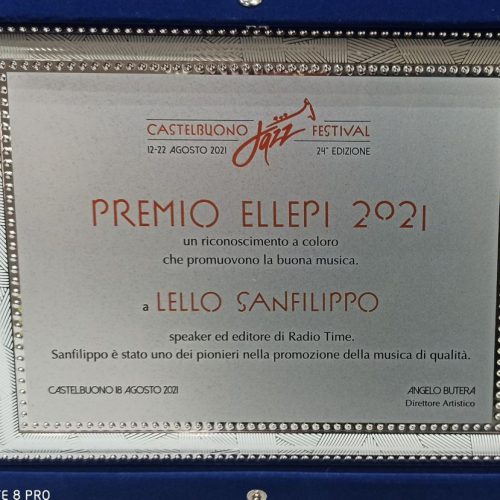 CASTELBUONO Jazz FESTIVAL
12-22 AGOSTO 2021 24° EDIZIONE
PREMIO ELLEPI 2021
un riconoscimento a coloro
che promuovono la buona musica.
a LELLO SANFILIPPO
speaker ed editore di Radio Time.
Sanfilippo è stato uno dei pionieri nella promozione della musica di qualità.
CASTELBUONO 18 AGOSTO 2021 ANGELO BUTERA
Direttore Artistico
8 PRO